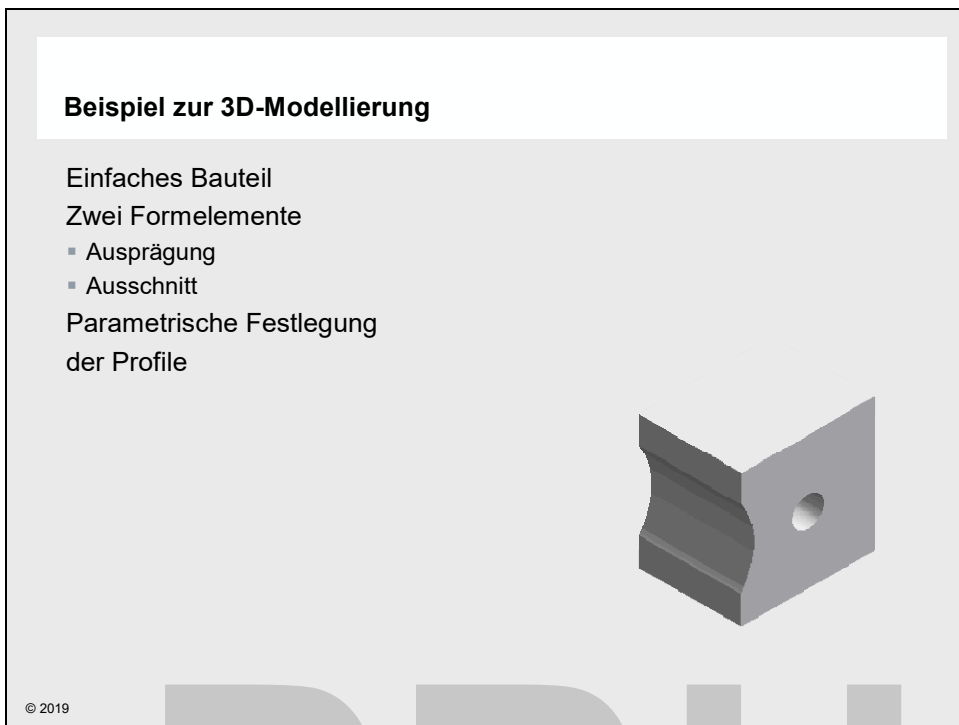 Beispiel zur 3D-Modellierung
Einfaches Bauteil
Zwei Formelemente
▪ Ausprägung
▪ Ausschnitt
Parametrische Festlegung
der Profile
© 2019